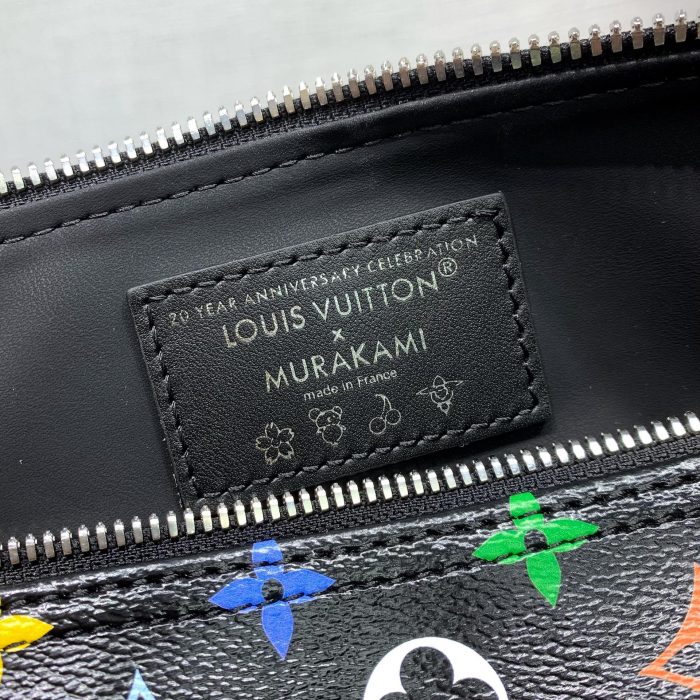 20 YEAR ANNIVERSARY CELEBRATION
LOUIS VUITTON®
x
MURAKAMI
made in France